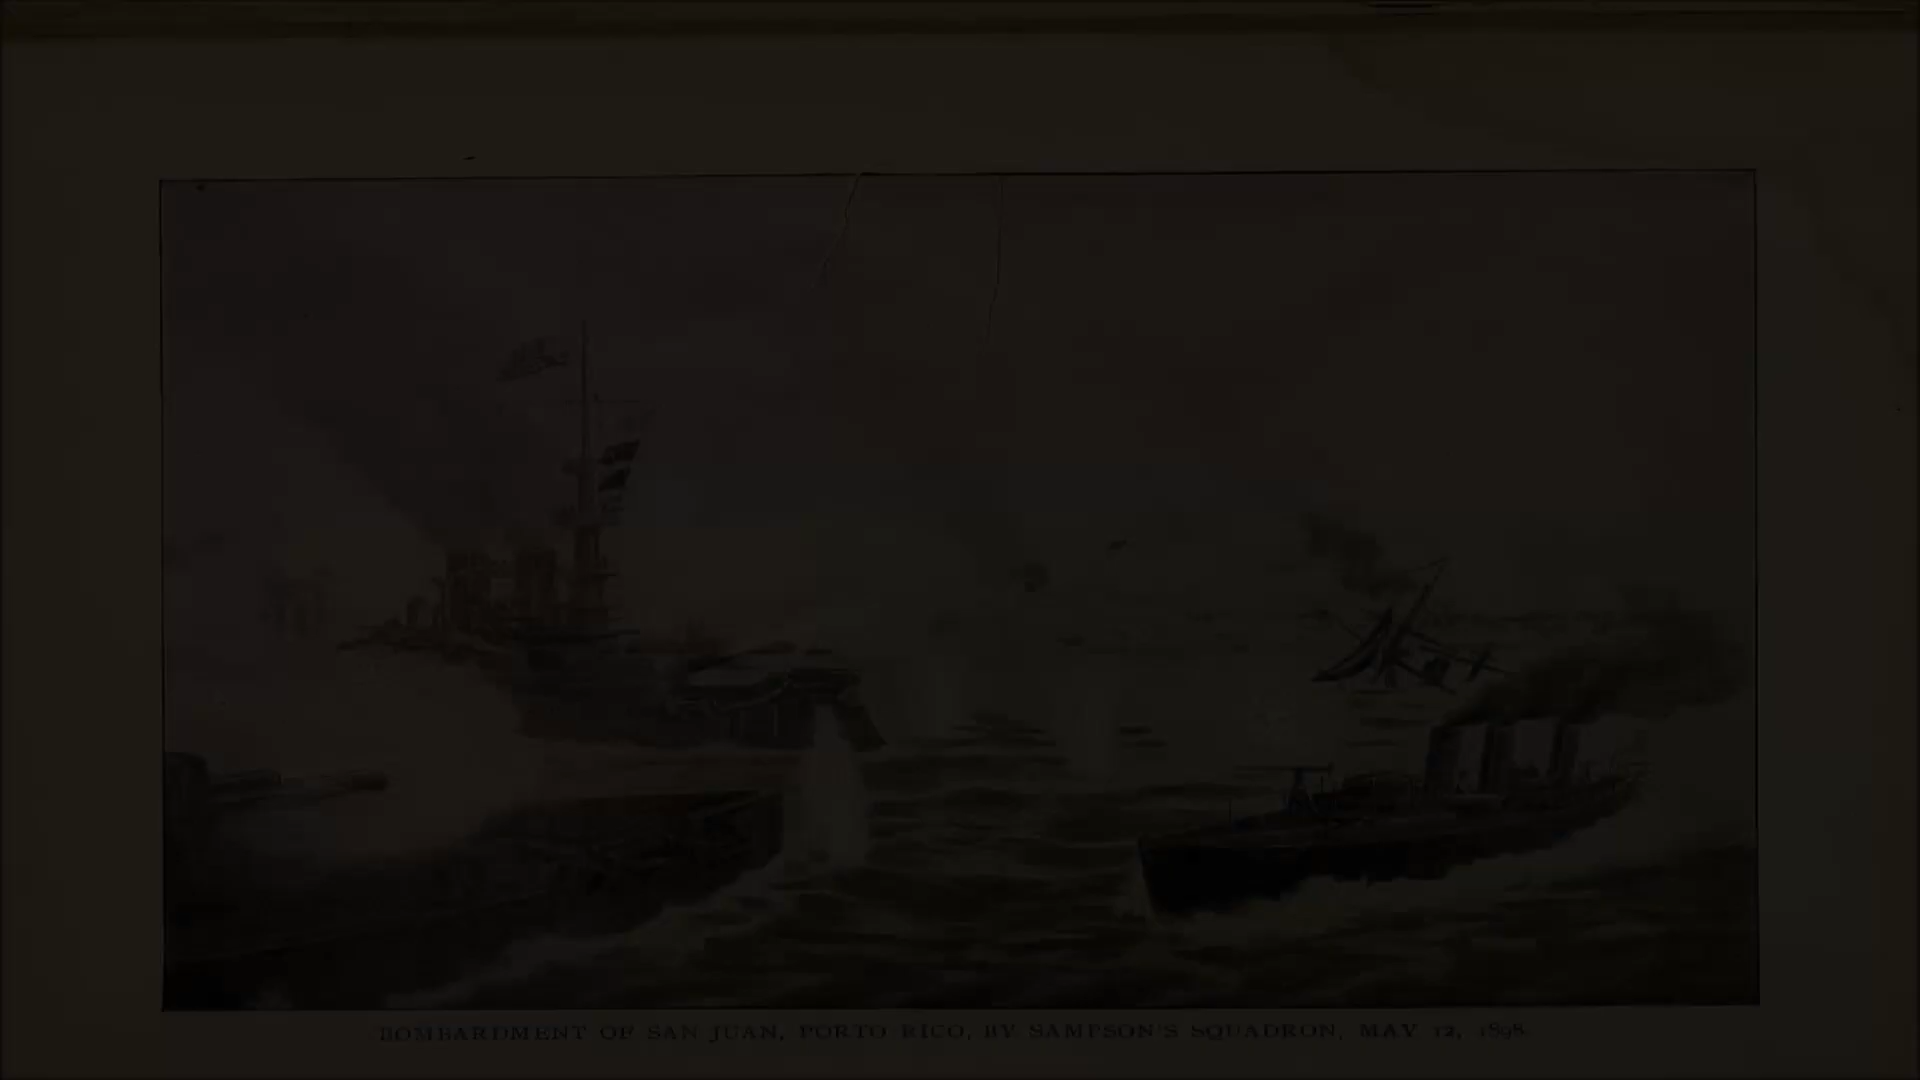 BOMBARDMENT OF SAN JUAN, PORTO RICO, BY SAMPSON'S SQUADRON, MAY 12, 1898.